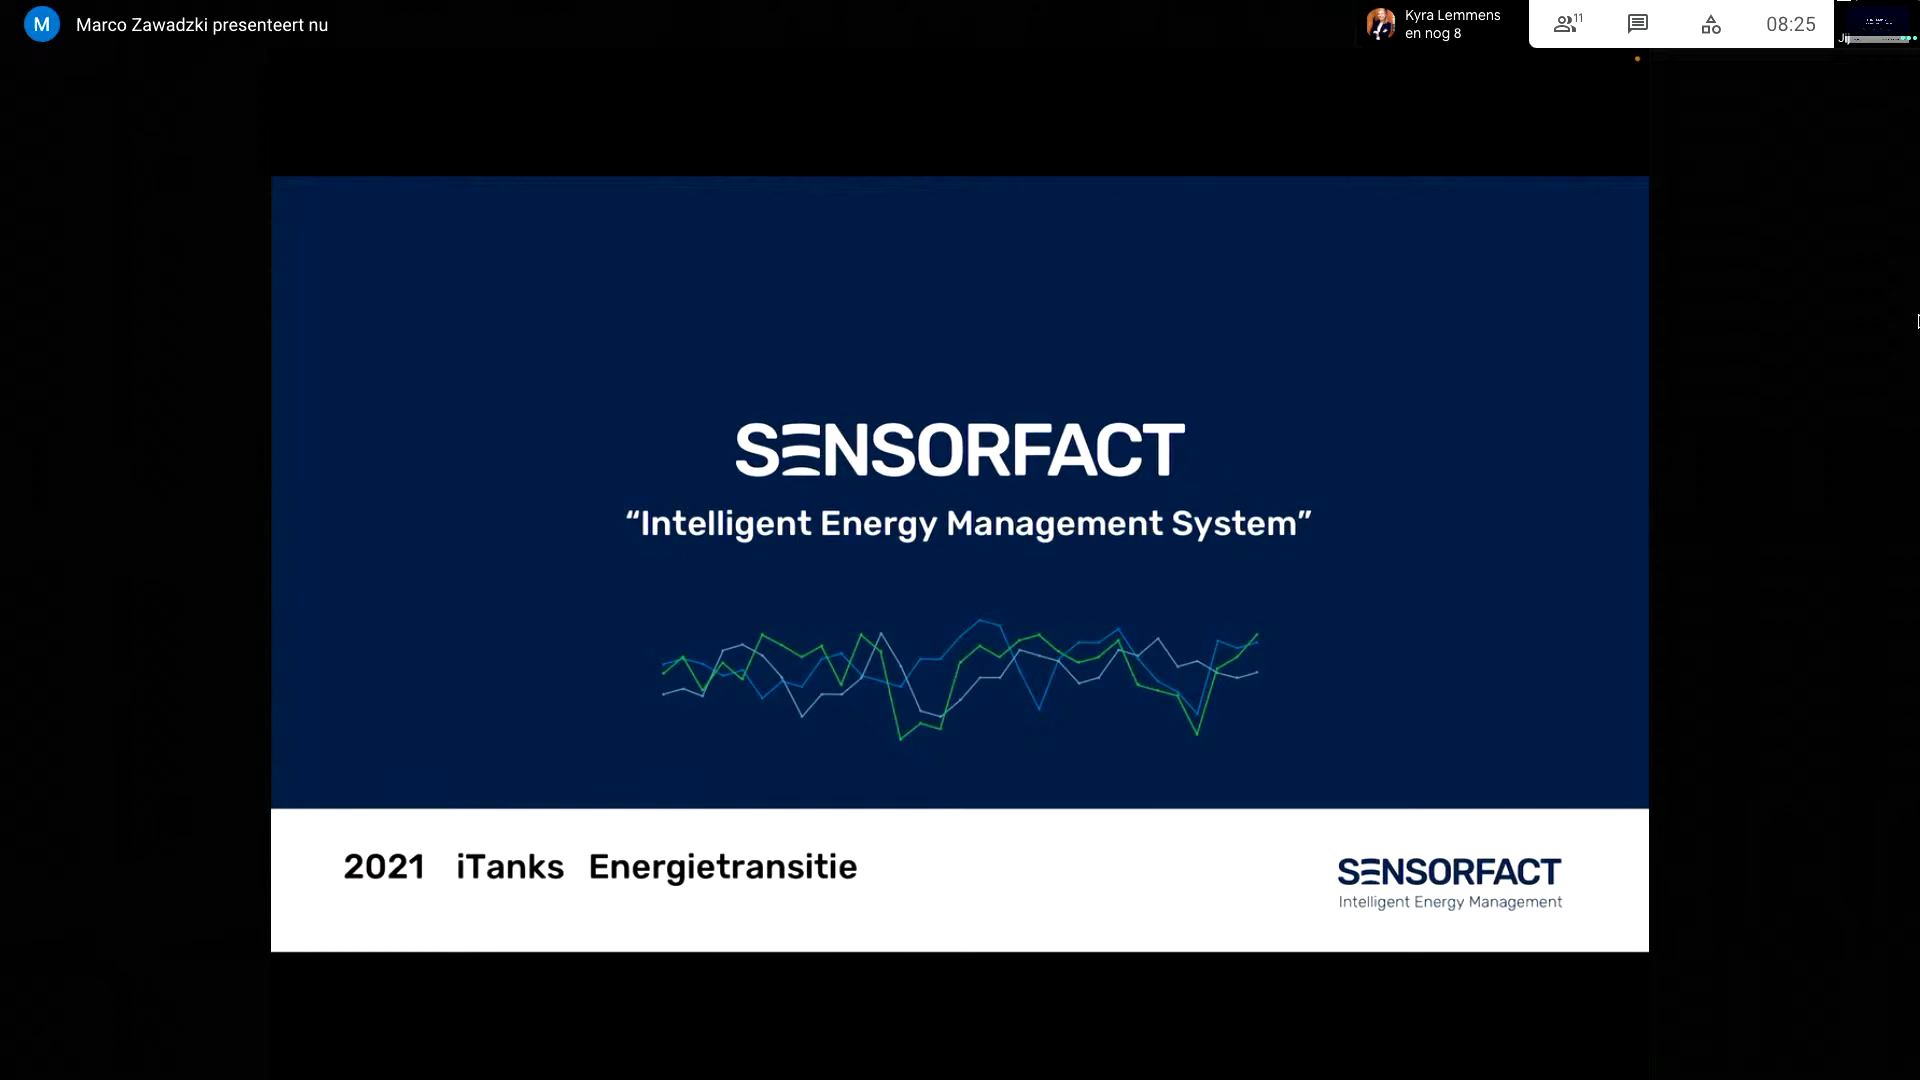 M Marco Zawadzki presenteert nu
Kyra Lemmens
en nog 8
11
08:25
SENSORFACT
“Intelligent Energy Management System”
2021 iTanks Energietransitie
SENSORFACT
Intelligent Energy Management